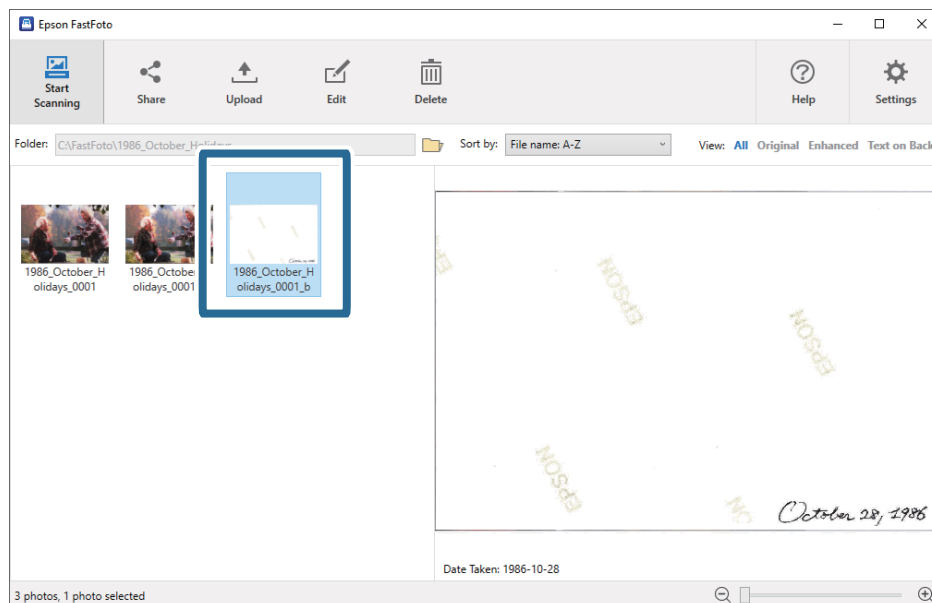 Epson FastFoto
Start
Scanning
Share
Upload
Edit
Delete
Help
Settings
Folder:
C:\FastFoto\1986_October_Holidays
Sort by:
File name: A-Z
View: All Original Enhanced Text on Back
1986_October_H
olidays_0001
1986_October
olidays_0001
1986_October_H
olidays_0001_b
EPSON
EPSON
EPSON
EPSON
ON
October 28, 1986
Date Taken: 1986-10-28
3 photos, 1 photo selected